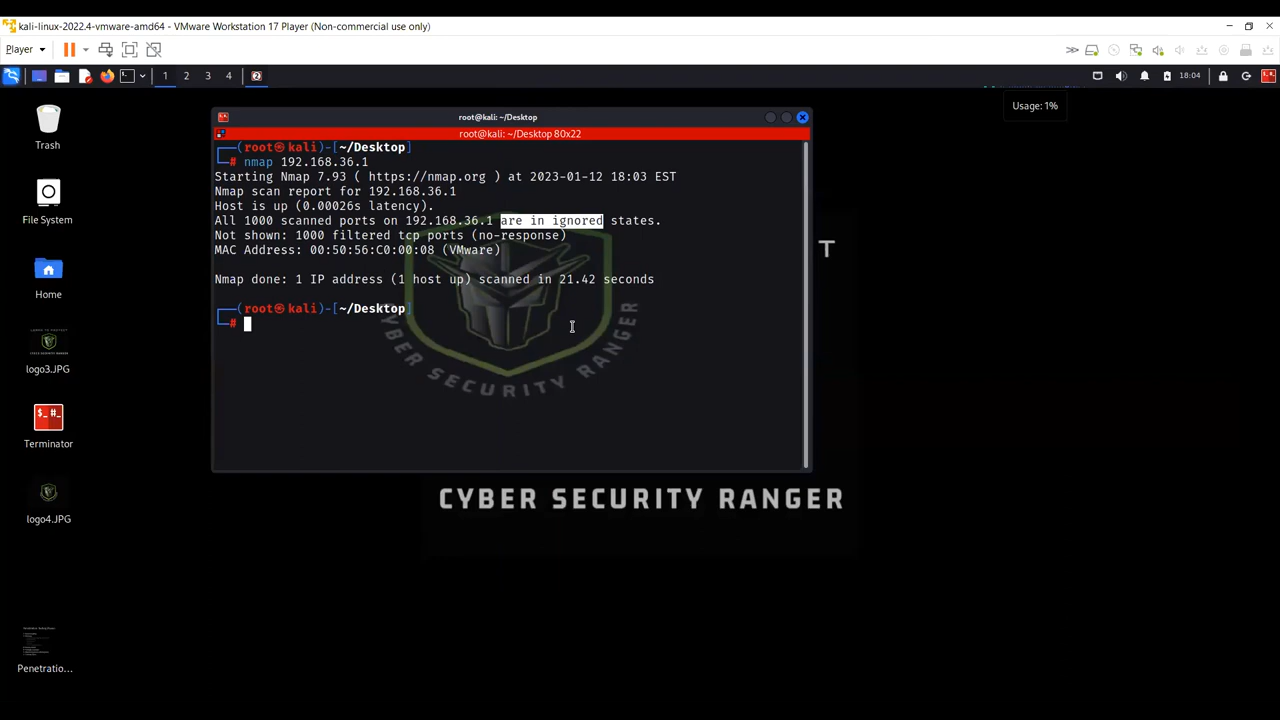 kali-linux-2022.4-vmware-amd64 - VMware Workstation 17 Player (Non-commercial use only)
Player
1 2 3 4
18:04
Usage: 1%
Trash
File System
Home
logo3.JPG
Terminator
logo4.JPG
Penetratio...
root@kali: ~/Desktop
root@kali: ~/Desktop 80x22
┌──(root㉿kali)-[~/Desktop]
└─# nmap 192.168.36.1
Starting Nmap 7.93 ( https://nmap.org ) at 2023-01-12 18:03 EST
Nmap scan report for 192.168.36.1
Host is up (0.00026s latency).
All 1000 scanned ports on 192.168.36.1 are in ignored states.
Not shown: 1000 filtered tcp ports (no-response)
MAC Address: 00:50:56:C0:00:08 (VMware)
Nmap done: 1 IP address (1 host up) scanned in 21.42 seconds
┌──(root㉿kali)-[~/Desktop]
└─#
CYBER SECURITY RANGER
T
CYBER SECURITY RANGER